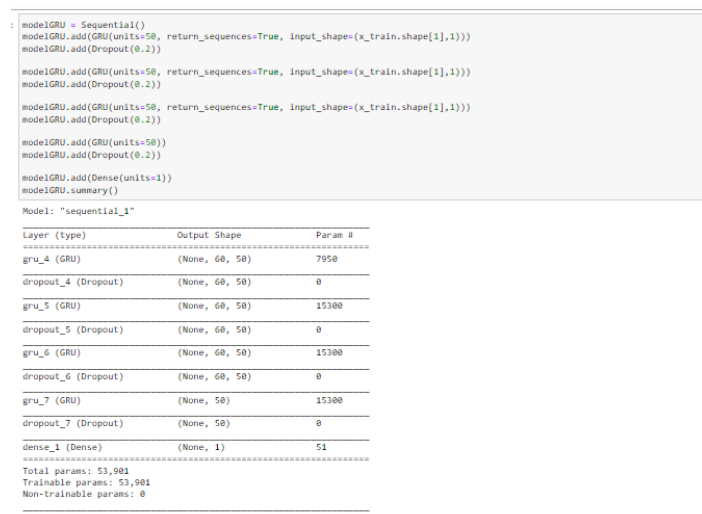 : modelGRU = Sequential()
modelGRU.add(GRU(units=50, return_sequences=True, input_shape=(x_train.shape[1],1)))
modelGRU.add(Dropout(0.2))
modelGRU.add(GRU(units=50, return_sequences=True, input_shape=(x_train.shape[1],1)))
modelGRU.add(Dropout(0.2))
modelGRU.add(GRU(units=50, return_sequences=True, input_shape=(x_train.shape[1],1)))
modelGRU.add(Dropout(0.2))
modelGRU.add(GRU(units=50))
modelGRU.add(Dropout(0.2))
modelGRU.add(Dense(units=1))
modelGRU.summary()
Model: "sequential_1"
Layer (type) Output Shape Param #
gru_4 (GRU) (None, 60, 50) 7950
dropout_4 (Dropout) (None, 60, 50) 0
gru_5 (GRU) (None, 60, 50) 15300
dropout_5 (Dropout) (None, 60, 50) 0
gru_6 (GRU) (None, 60, 50) 15300
dropout_6 (Dropout) (None, 60, 50) 0
gru_7 (GRU) (None, 50) 15300
dropout_7 (Dropout) (None, 50) 0
dense_1 (Dense) (None, 1) 51
Total params: 53,901
Trainable params: 53,901
Non-trainable params: 0